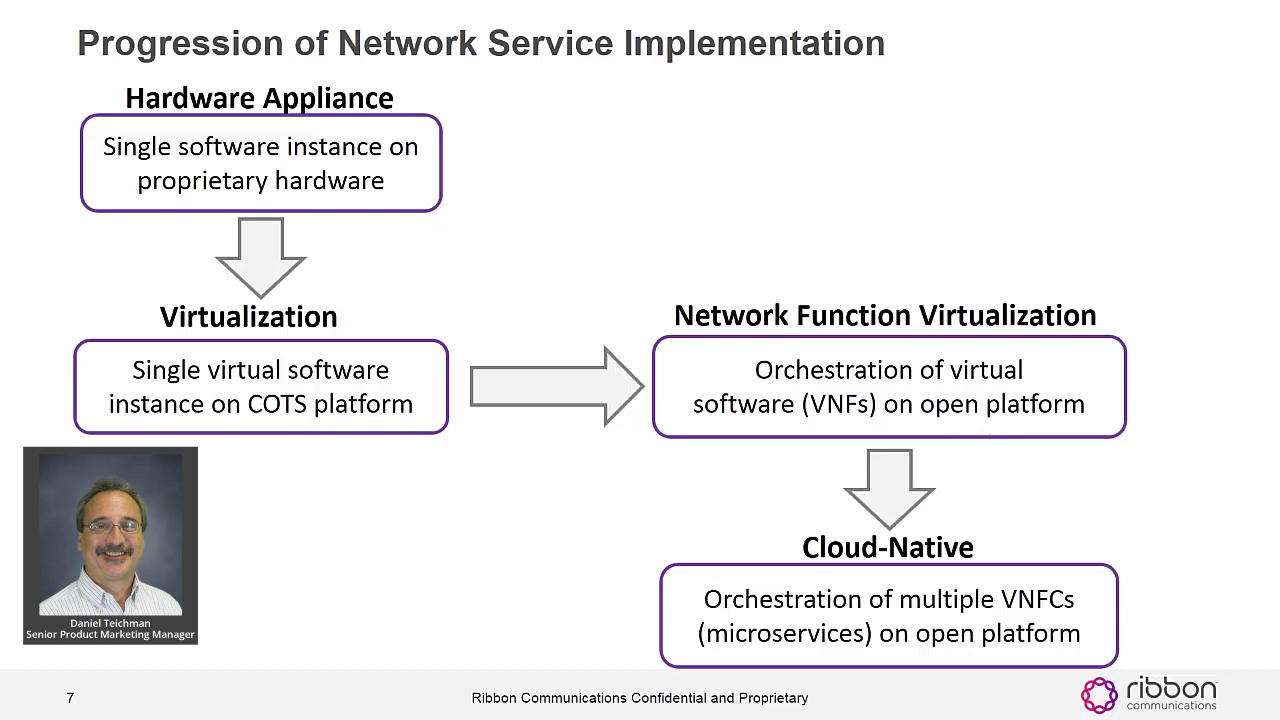 Progression of Network Service Implementation
Hardware Appliance
Single software instance on
proprietary hardware
Virtualization
Single virtual software
instance on COTS platform
Network Function Virtualization
Orchestration of virtual
software (VNFs) on open platform
Cloud-Native
Orchestration of multiple VNFCs
(microservices) on open platform
Daniel Teichman
Senior Product Marketing Manager
7
Ribbon Communications Confidential and Proprietary
ribbon
communications